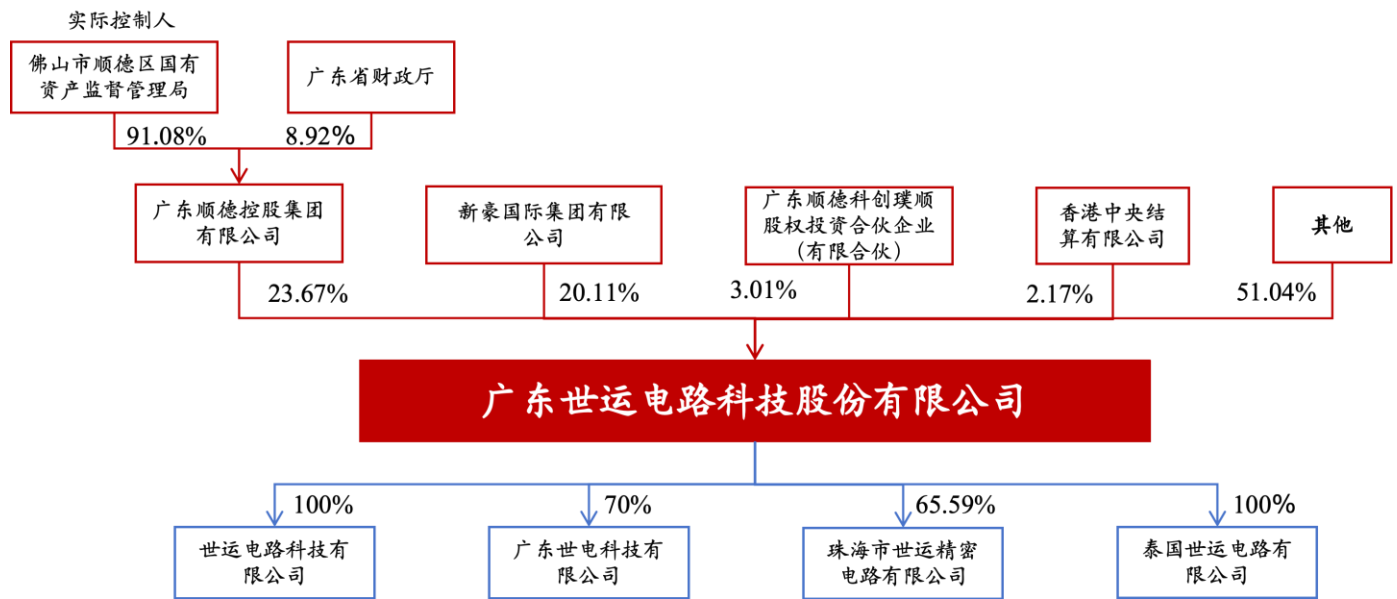 实际控制人
佛山市顺德区国有
资产监督管理局
广东省财政厅
91.08%
8.92%
广东顺德控股集团
有限公司
新豪国际集团有限
公司
广东顺德科创璞顺
股权投资合伙企业
（有限合伙）
香港中央结
算有限公司
其他
23.67%
20.11%
3.01%
2.17%
51.04%
广东世运电路科技股份有限公司
100%
70%
65.59%
100%
世运电路科技有
限公司
广东世电科技有
限公司
珠海市世运精密
电路有限公司
泰国世运电路有
限公司